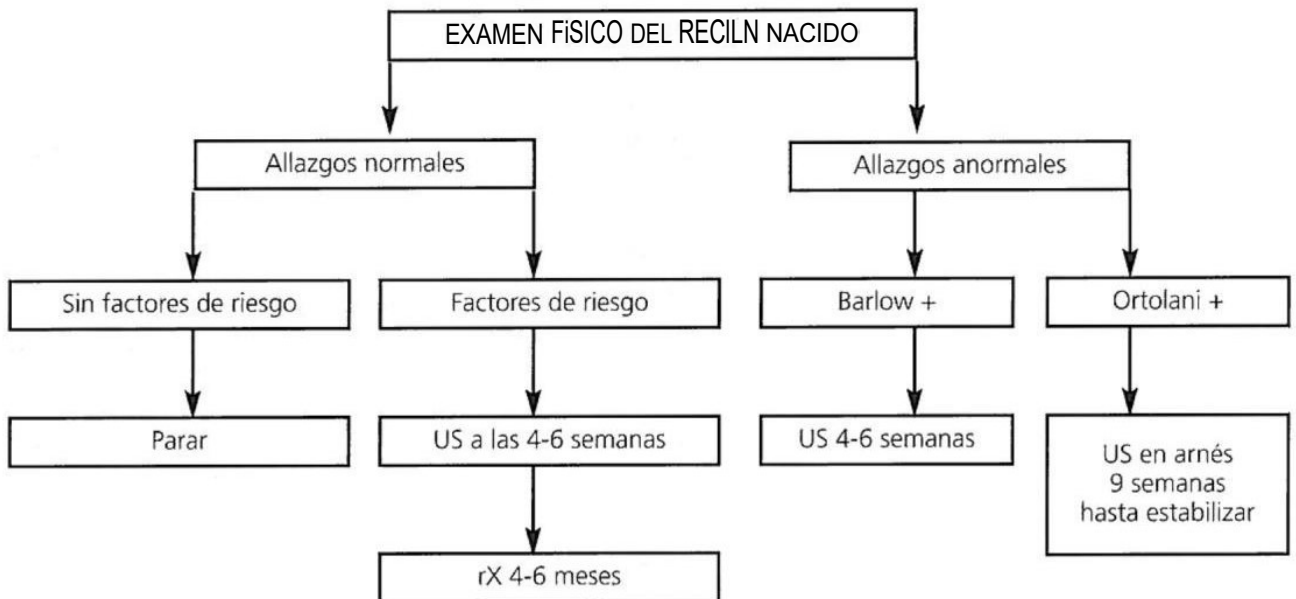 EXAMEN FíSICO DEL RECILN NACIDO
Allazgos normales
Allazgos anormales
Sin factores de riesgo
Factores de riesgo
Barlow +
Ortolani +
Parar
US a las 4-6 semanas
US 4-6 semanas
US en arnés
9 semanas
hasta estabilizar
rX 4-6 meses